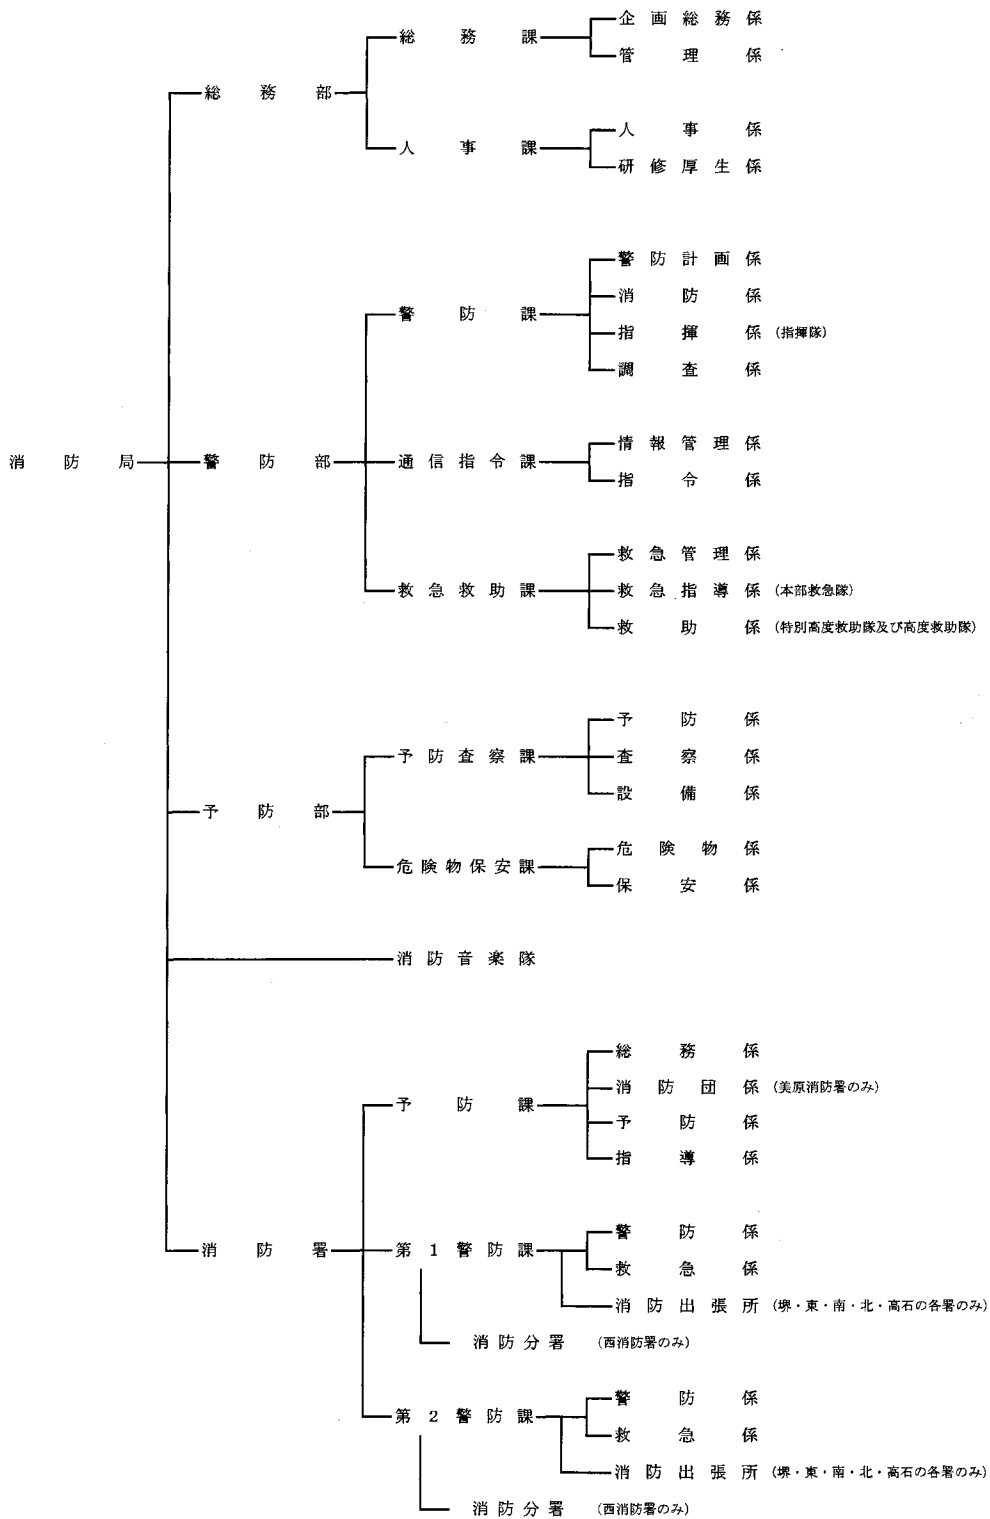 企画総務係
総務課
管理係
総務部
人事係
人事課
研修厚生係
警防計画係
消防係
警防課
指揮係 (指揮隊)
調査係
情報管理係
消防局 警防部 通信指令課
指令係
救急管理係
救急救助課 救急指導係 (本部救急隊)
救助係 (特別高度救助隊及び高度救助隊)
予防係
予防査察課 査察係
設備係
予防部
危険物係
危険物保安課
保安係
消防音楽隊
総務係
消防団係 (美原消防署のみ)
予防課
予防係
指導係
警防係
消防署 第1警防課
救急係
消防出張所 (堺・東・南・北・高石の各署のみ)
消防分署 (西消防署のみ)
警防係
第2警防課
救急係
消防出張所 (堺・東・南・北・高石の各署のみ)
消防分署 (西消防署のみ)